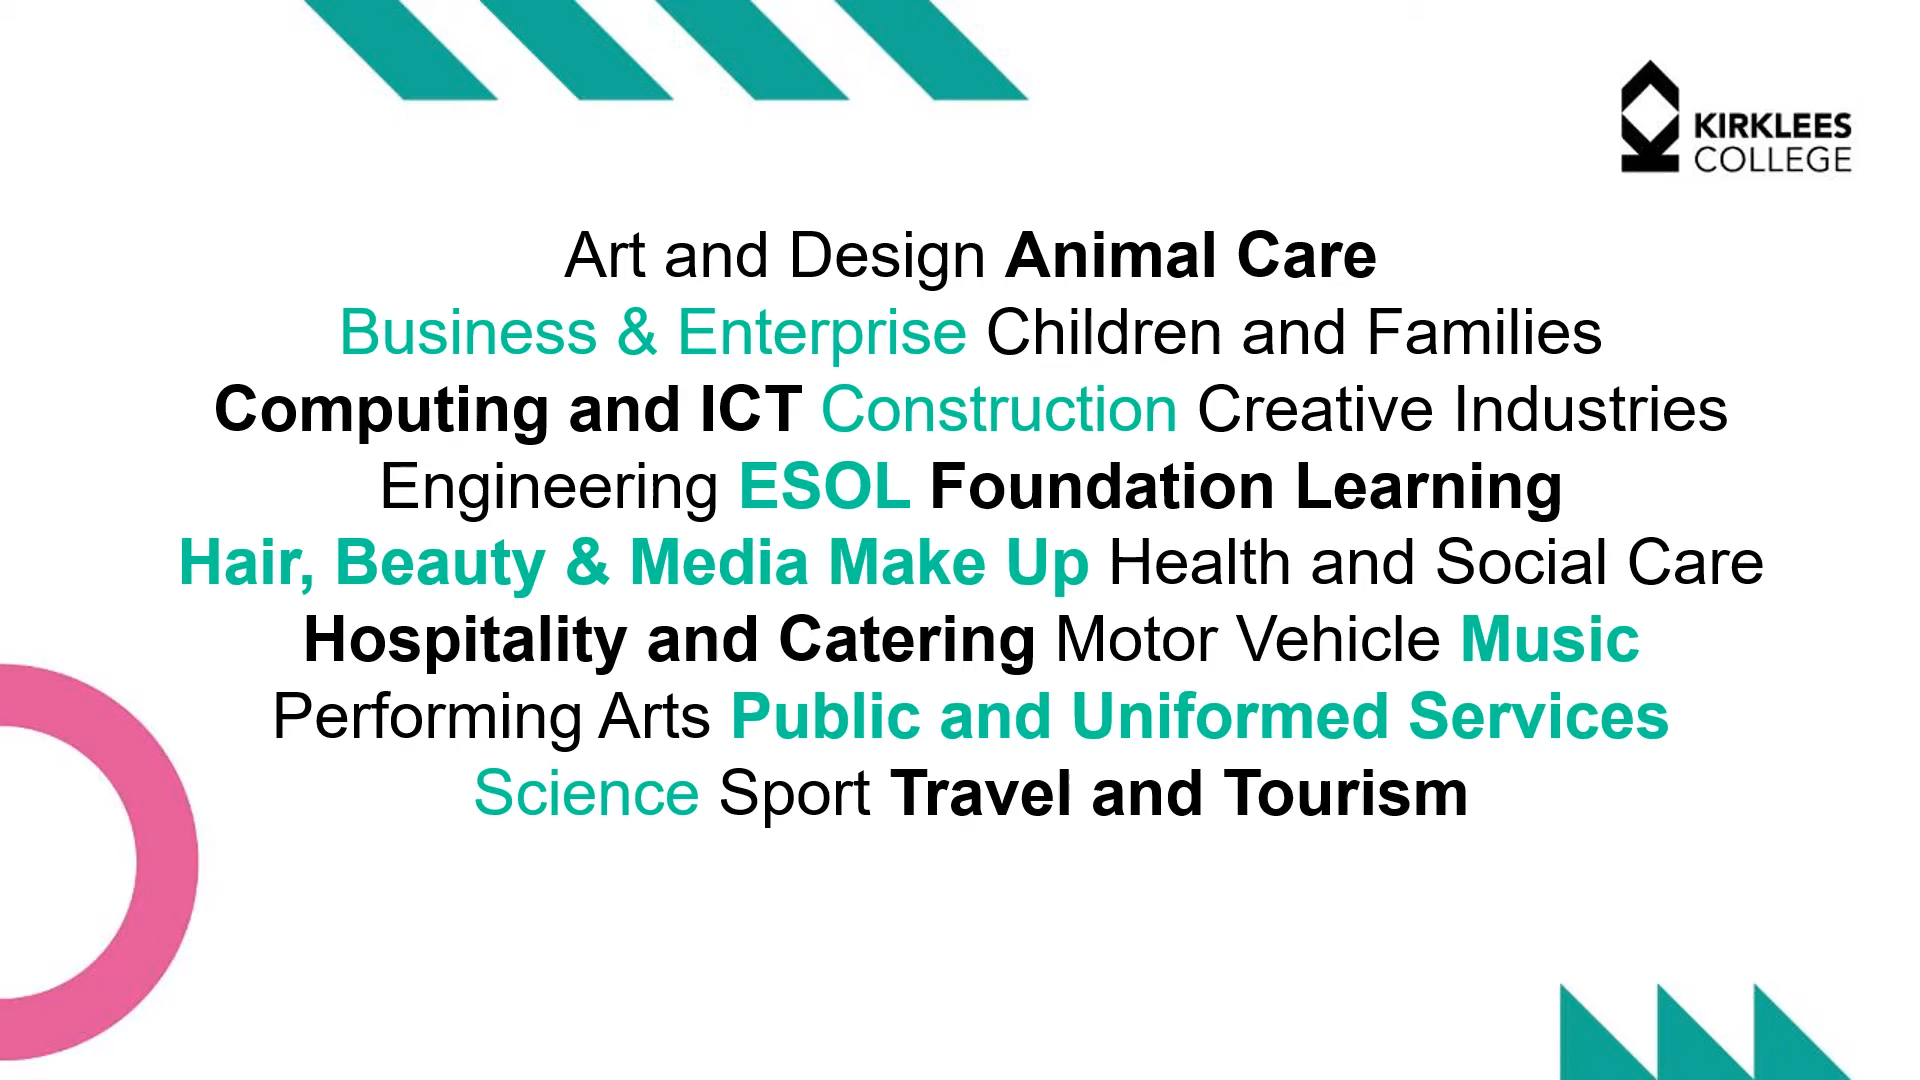 KIRKLEES
COLLEGE
Art and Design Animal Care
Business & Enterprise Children and Families
Computing and ICT Construction Creative Industries
Engineering ESOL Foundation Learning
Hair, Beauty & Media Make Up Health and Social Care
Hospitality and Catering Motor Vehicle Music
Performing Arts Public and Uniformed Services
Science Sport Travel and Tourism